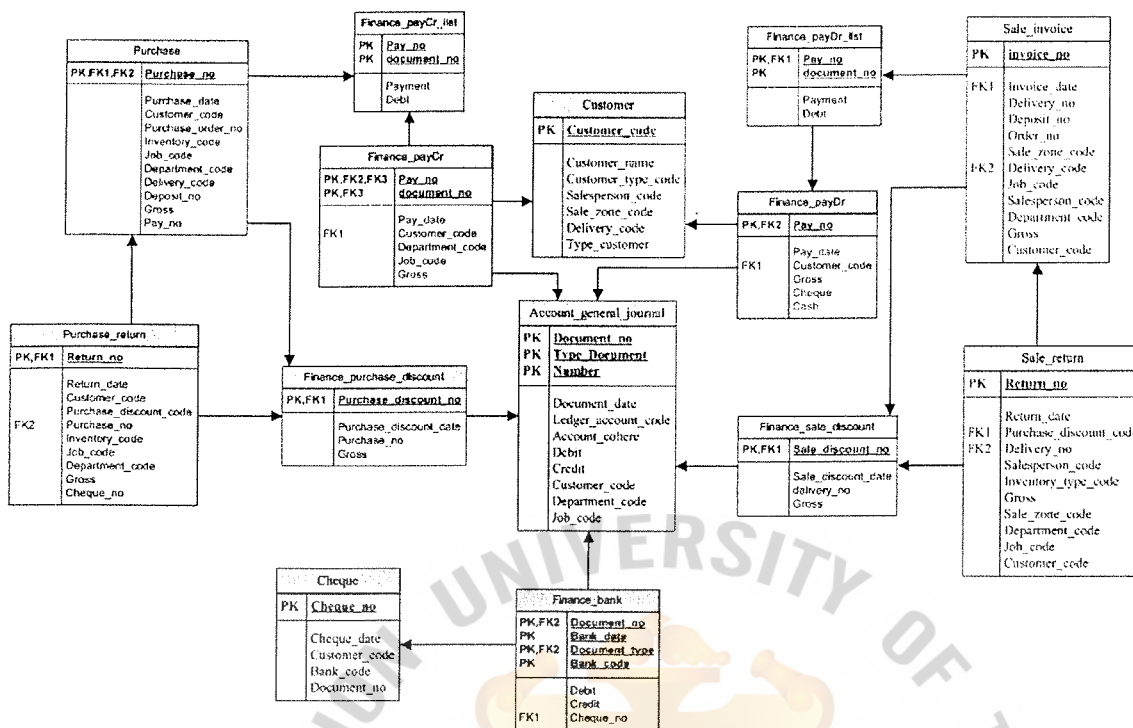 Finance_payCr_list
PK Pay_no
PK document_no
Payment
Debt
Purchase
PK,FK1,FK2 Purchase_no
Purchase_date
Customer_code
Purchase_order_no
Inventory_code
Job_code
Department_code
Delivery_code
Deposit_no
Gross
Pay_no
Finance_payCr
PK,FK2,FK3 Pay_no
PK,FK3 document_no
Pay_date
FK1 Customer_code
Department_code
Job_code
Gross
Customer
PK Customer_code
Customer_name
Customer_type_code
Salesperson_code
Sale_zone_code
Delivery_code
Type_customer
Finance_payDr_list
PK,FK1 Pay_no
PK document_no
Payment
Debt
Sale_invoice
PK invoice_no
FK1 Invoice_date
Delivery_no
Deposit_no
Order_no
Sale_zone_code
FK2 Delivery_code
Job_code
Salesperson_code
Department_code
Gross
Customer_code
Finance_payDr
PK,FK2 Pay_no
Pay_date
FK1 Customer_code
Gross
Cheque
Cash
Purchase_return
PK,FK1 Return_no
Return_date
Customer_code
Purchase_discount_code
FK2 Purchase_no
Inventory_code
Job_code
Department_code
Gross
Cheque_no
Finance_purchase_discount
PK,FK1 Purchase_discount_no
Purchase_discount_date
Purchase_no
Gross
Account_general_journal
PK Document_no
PK Type_Document
PK Number
Document_date
Ledger_account_code
Account_cohere
Debit
Credit
Customer_code
Department_code
Job_code
Finance_sale_discount
PK,FK1 Sale_discount_no
Sale_discount_date
delivery_no
Gross
Sale_return
PK Return_no
Return_date
FK1 Purchase_discount_code
FK2 Delivery_no
Salesperson_code
Inventory_type_code
Gross
Sale_zone_code
Department_code
Job_code
Customer_code
Cheque
PK Cheque_no
Cheque_date
Customer_code
Bank_code
Document_no
Finance_bank
PK,FK2 Document_no
PK Bank_date
PK,FK2 Document_type
PK Bank_code
Debit
Credit
FK1 Cheque_no
UNIVERSITY OF